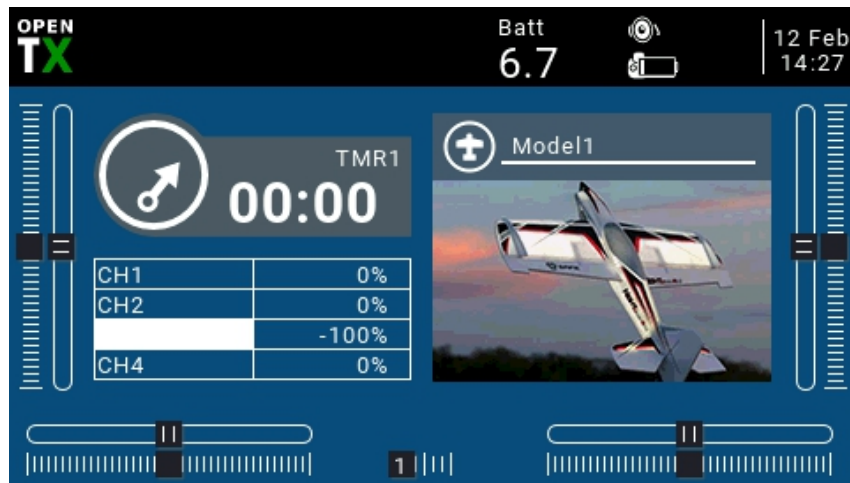 OPEN
TX
Batt
6.7
12 Feb
14:27
TMR1
00:00
Model1
CH1 0%
CH2 0%
-100%
CH4 0%
1